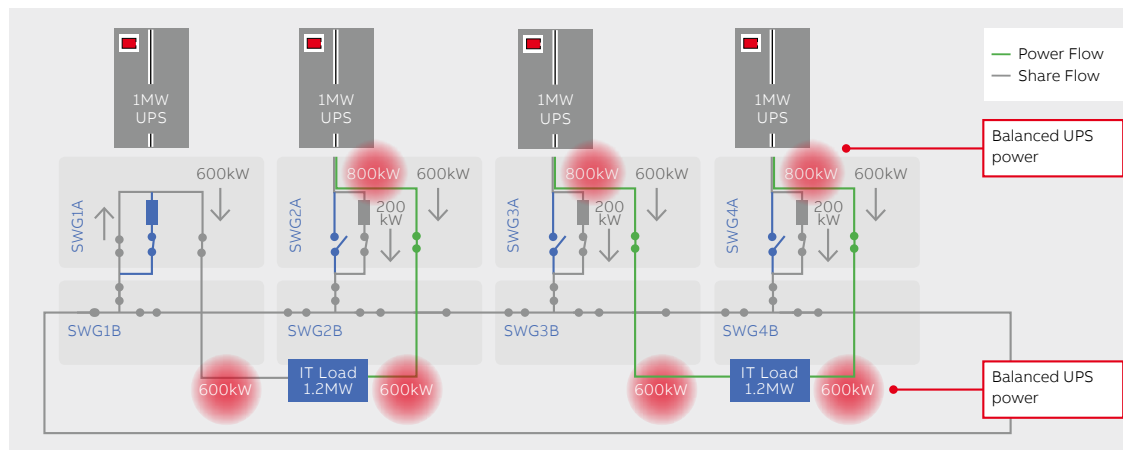 1MW
UPS
1MW
UPS
1MW
UPS
1MW
UPS
Power Flow
Share Flow
Balanced UPS
power
600kW
800kW
600kW
800kW
600kW
800kW
600kW
SWG1A
SWG2A
200
kW
SWG3A
200
kW
SWG4A
200
kW
SWG1B
SWG2B
SWG3B
SWG4B
600kW
IT Load
1.2MW
600kW
600kW
IT Load
1.2MW
600kW
Balanced UPS
power